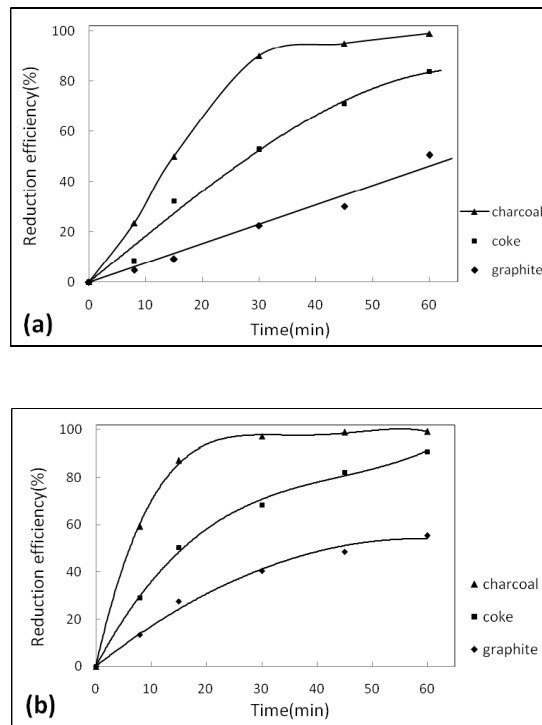 100
80
60
40
20
0
Reduction efficiency(%)
0 10 20 30 40 50 60
Time(min)
charcoal
coke
graphite
(a)
100
80
60
40
20
0
Reduction efficiency(%)
0 10 20 30 40 50 60
Time(min)
charcoal
coke
graphite
(b)